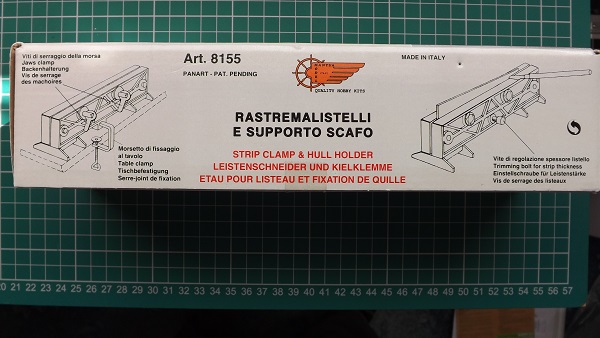 Viti di serraggio della morsa
Jaws clamp
Backenhalterung
Vis de serrage
des machoires
Art. 8155
PANART - PAT. PENDING
MANTUA
QUALITY HOBBY KITS
MADE IN ITALY
RASTREMALISTELLI
E SUPPORTO SCAFO
STRIP CLAMP & HULL HOLDER
LEISTENSCHNEIDER UND KIELKLEMME
ETAU POUR LISTEAU ET FIXATION DE QUILLE
Morsetto di fissaggio
al tavolo
Table clamp
Tischbefestigung
Serre-joint de fixation
Vite di regolazione spessore listello
Trimming bolt for strip thickness
Einstellschraube für Leistenstärke
Vis de serrage des listeaux
20 21 22 23 24 25 26 27 28 29 30 31 32 33 34 35 36 37 38 39 40 41 42 43 44 45 46 47 48 49 50 51 52 53 54 55 56 57